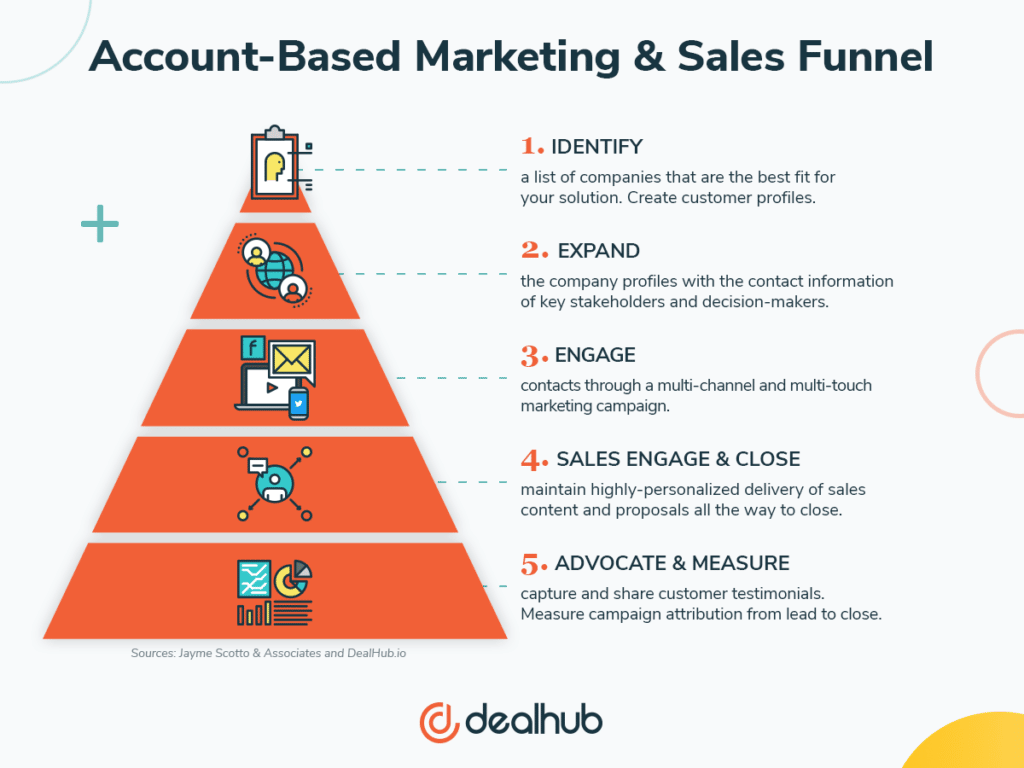 Account-Based Marketing & Sales Funnel
1. IDENTIFY
a list of companies that are the best fit for
your solution. Create customer profiles.
2. EXPAND
the company profiles with the contact information
of key stakeholders and decision-makers.
3. ENGAGE
contacts through a multi-channel and multi-touch
marketing campaign.
f
4. SALES ENGAGE & CLOSE
maintain highly-personalized delivery of sales
content and proposals all the way to close.
5. ADVOCATE & MEASURE
capture and share customer testimonials.
Measure campaign attribution from lead to close.
Sources: Jayme Scotto & Associates and DealHub.io
dealhub